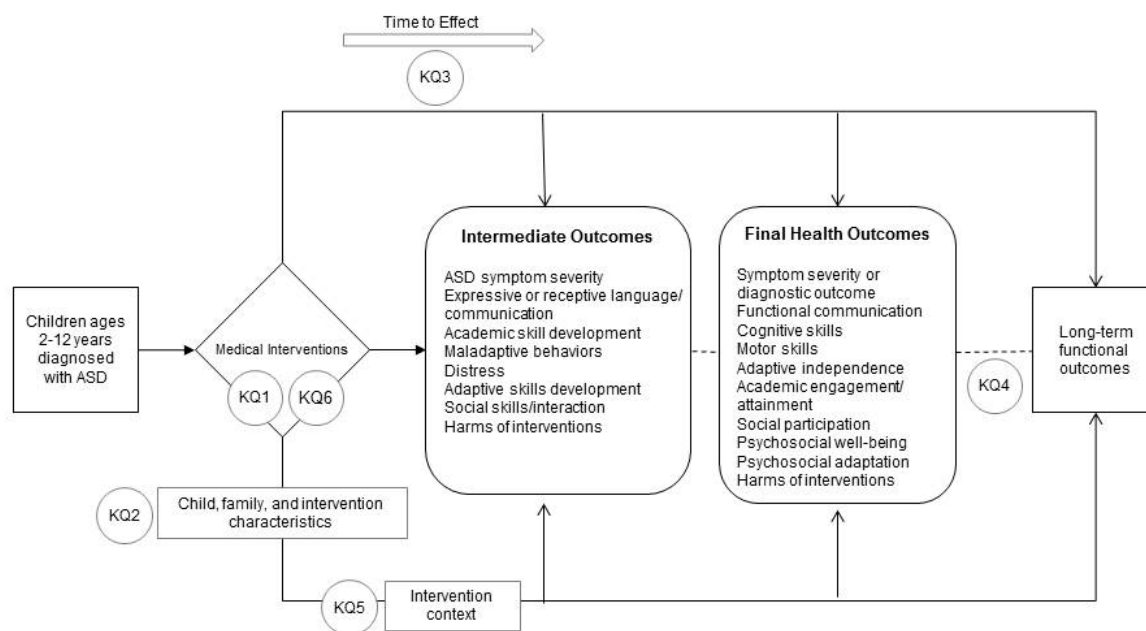 Time to Effect
KQ3
Children ages
2-12 years
diagnosed
with ASD
Medical Interventions
KQ1
KQ6
Intermediate Outcomes
ASD symptom severity
Expressive or receptive language/
communication
Academic skill development
Maladaptive behaviors
Distress
Adaptive skills development
Social skills/interaction
Harms of interventions
Final Health Outcomes
Symptom severity or
diagnostic outcome
Functional communication
Cognitive skills
Motor skills
Adaptive independence
Academic engagement/
attainment
Social participation
Psychosocial well-being
Psychosocial adaptation
Harms of interventions
KQ4
Long-term
functional
outcomes
KQ2
Child, family, and intervention
characteristics
KQ5
Intervention
context